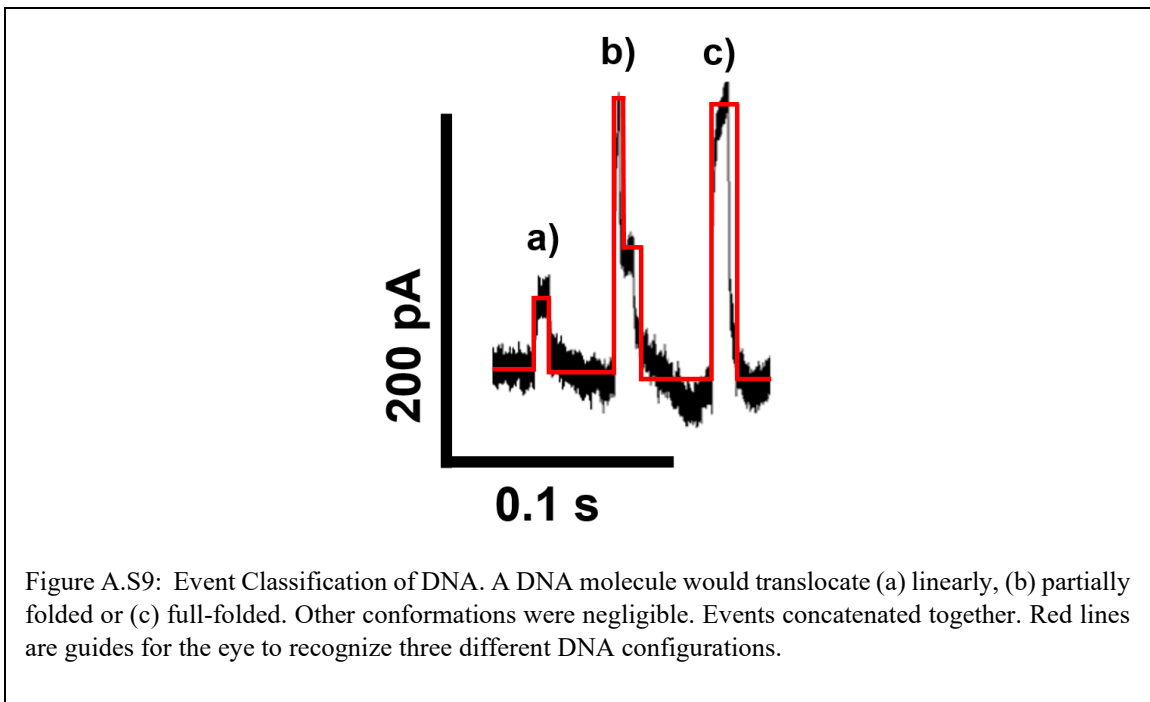 b)
c)
a)
200 pA
0.1 s
Figure A.S9: Event Classification of DNA. A DNA molecule would translocate (a) linearly, (b) partially
folded or (c) full-folded. Other conformations were negligible. Events concatenated together. Red lines
are guides for the eye to recognize three different DNA configurations.